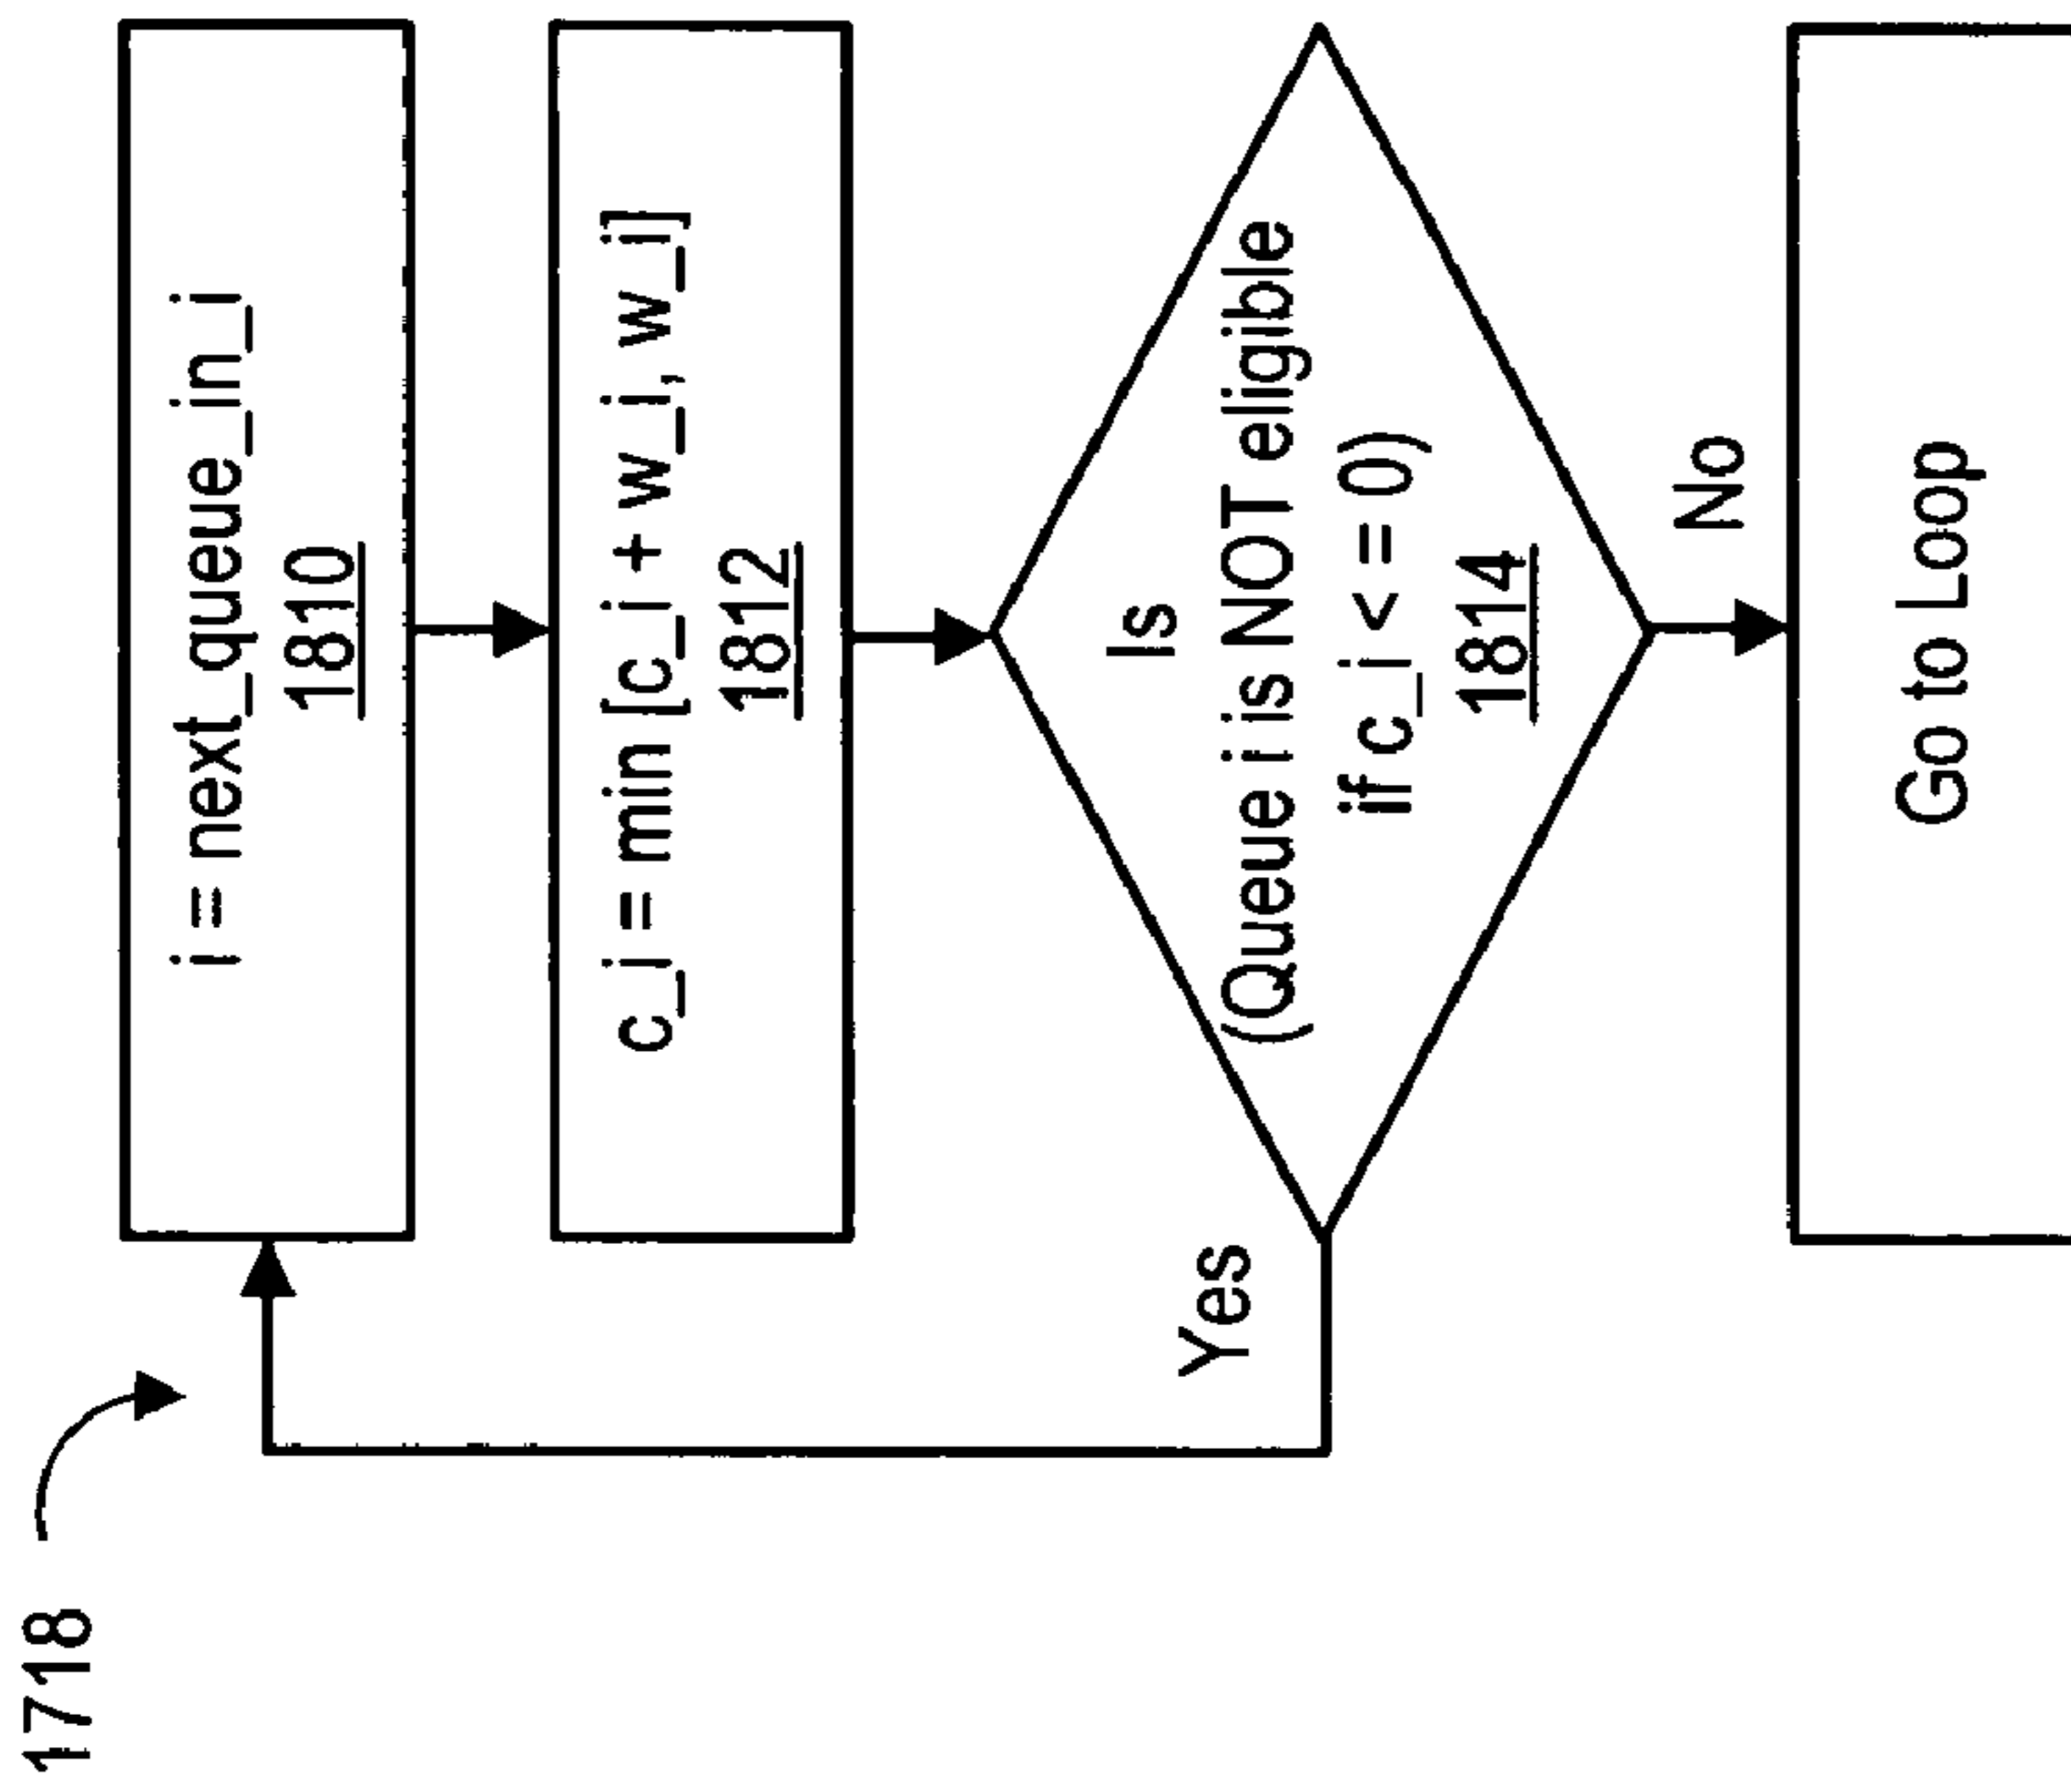 1718
i = next_queue_in_i
1810
c_i = min [c_i + w_i, w_i]
1812
Is
(Queue i is NOT eligible
if c_i < = 0)
1814
Yes
No
Go to Loop